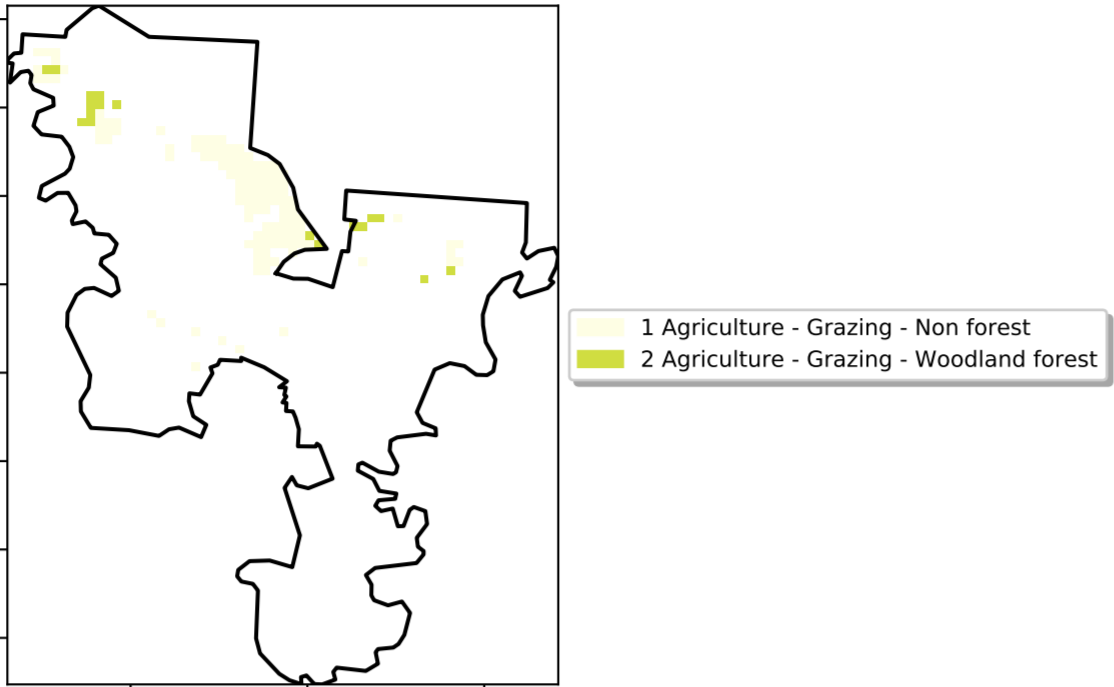 1 Agriculture - Grazing - Non forest
2 Agriculture - Grazing - Woodland forest